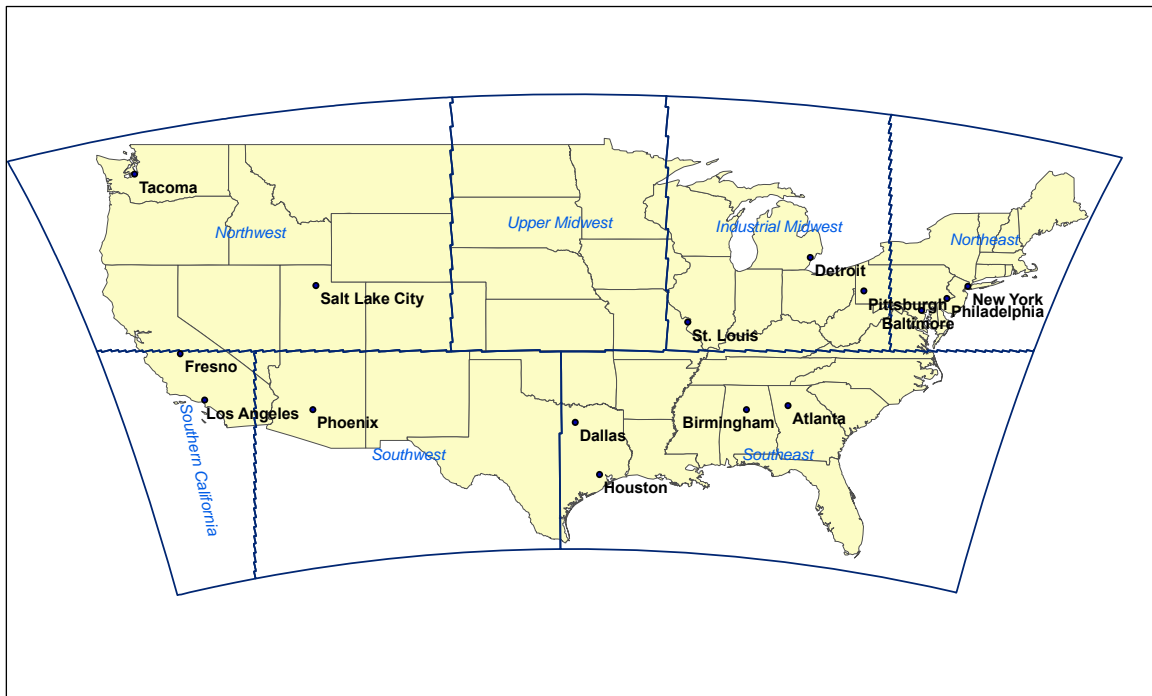 Tacoma
Northwest
Upper Midwest
Industrial Midwest
Northeast
Detroit
Salt Lake City
Pittsburgh
New York
Philadelphia
Baltimore
St. Louis
Fresno
Los Angeles
Phoenix
Dallas
Birmingham
Atlanta
Southern California
Southwest
Southeast
Houston